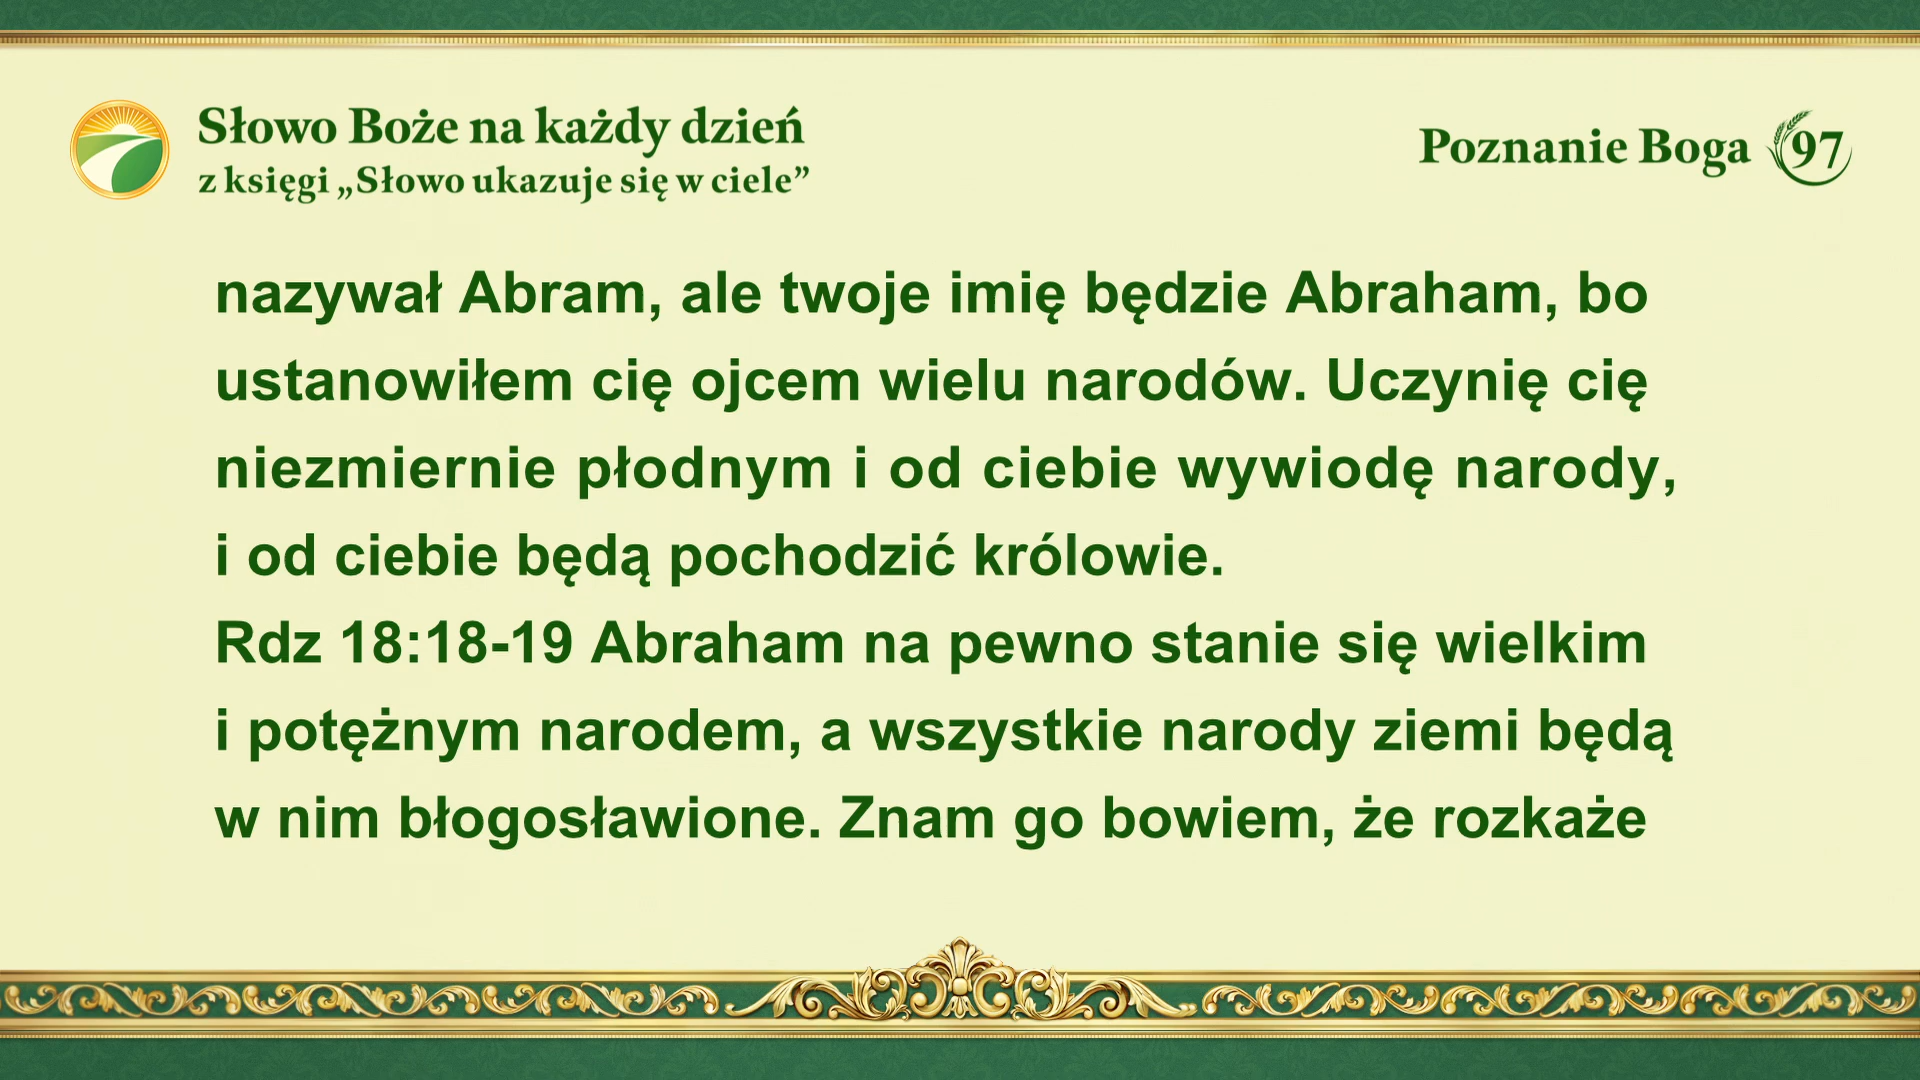 Słowo Boże na każdy dzień
z księgi „Słowo ukazuje się w ciele”
Poznanie Boga 97
nazywał Abram, ale twoje imię będzie Abraham, bo
ustanowiłem cię ojcem wielu narodów. Uczynię cię
niezmiernie płodnym i od ciebie wywiodę narody,
i od ciebie będą pochodzić królowie.
Rdz 18:18-19 Abraham na pewno stanie się wielkim
i potężnym narodem, a wszystkie narody ziemi będą
w nim błogosławione. Znam go bowiem, że rozkaże